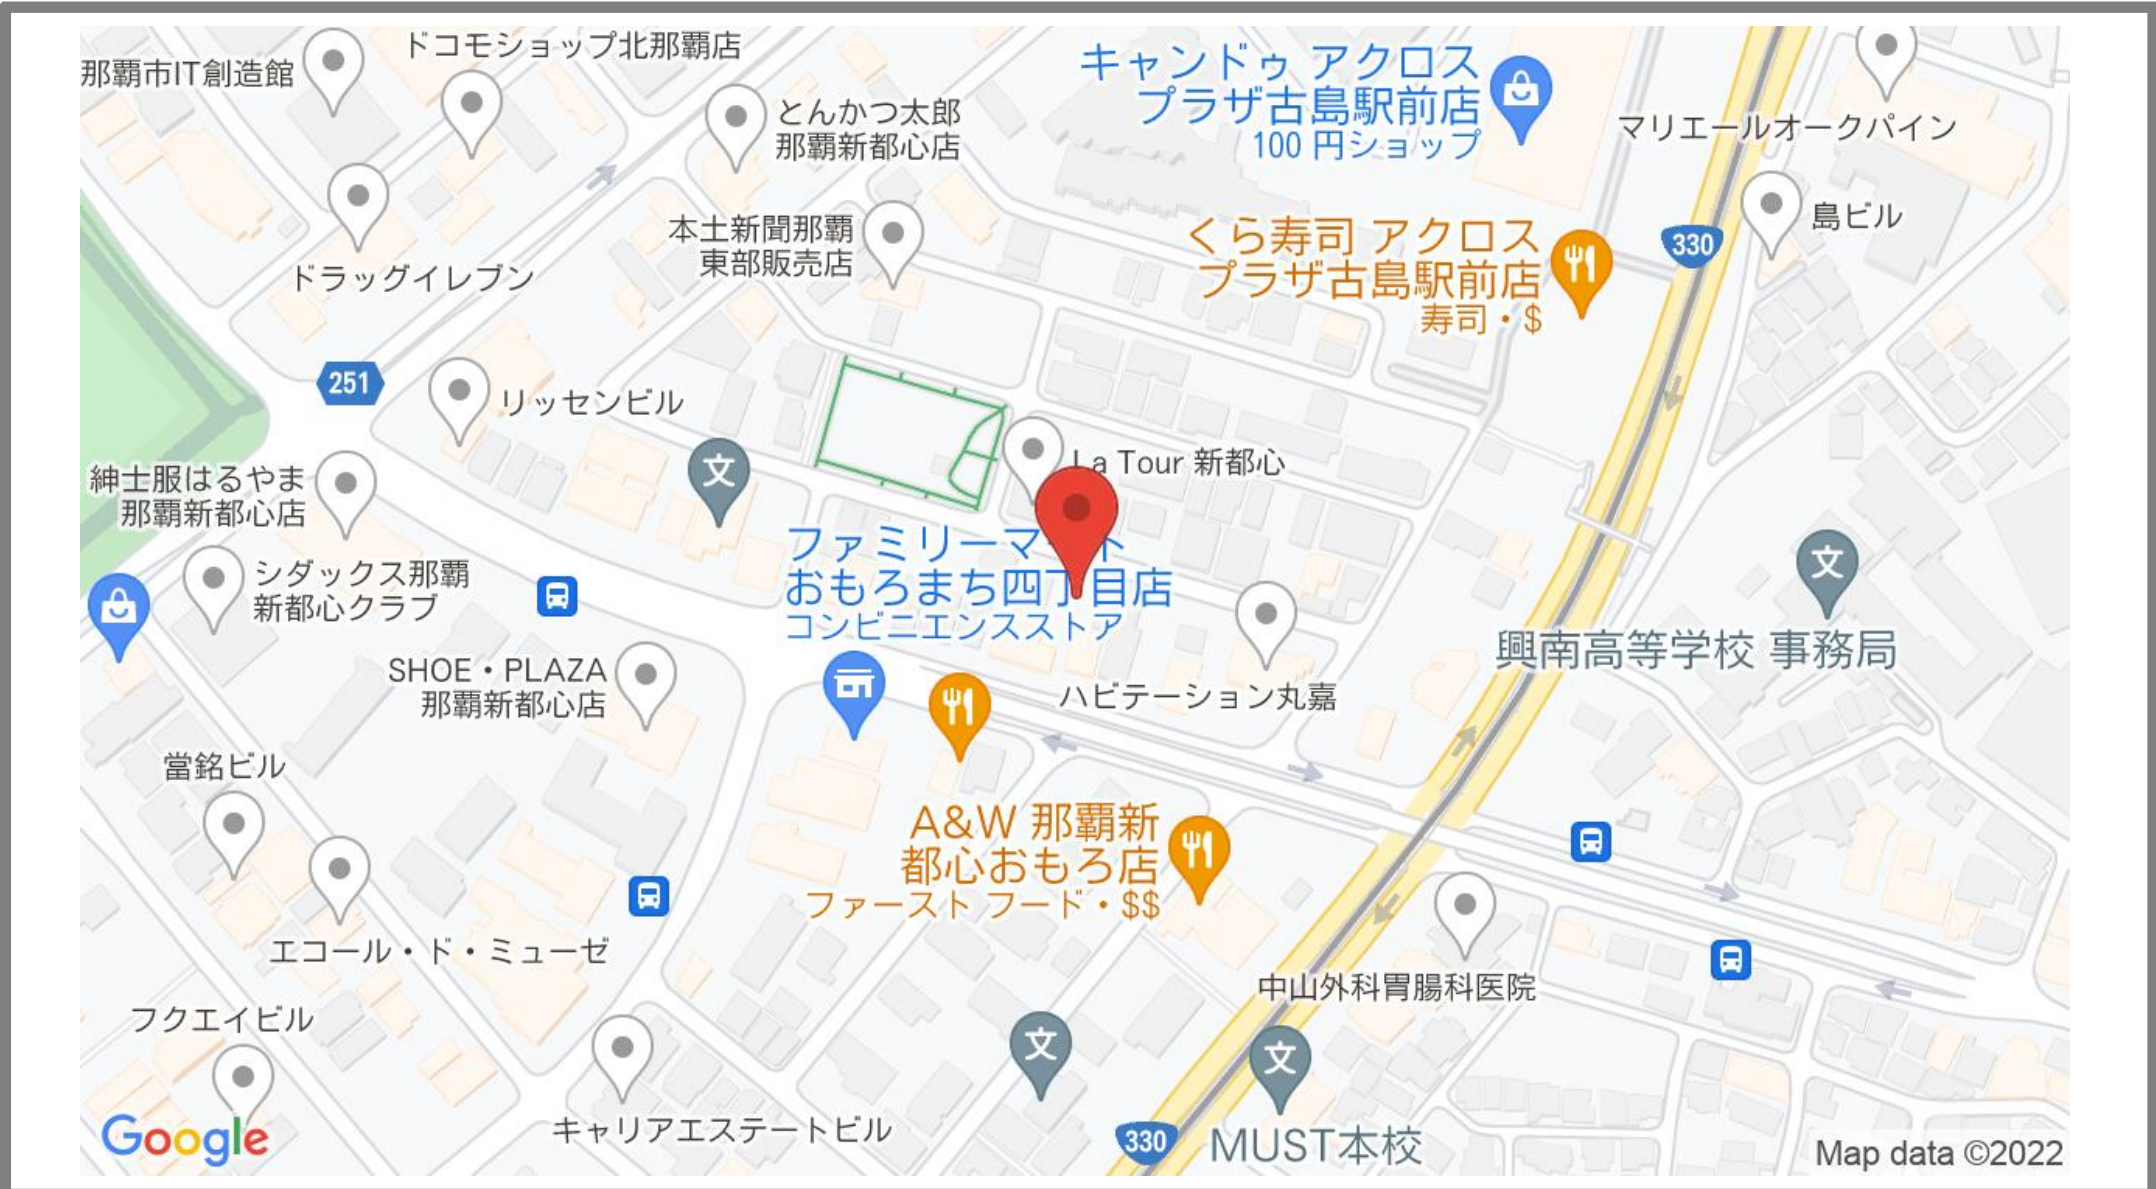 ドコモショップ北那覇店
那覇市IT創造館
キャンドゥ アクロス
プラザ古島駅前店
100 円ショップ
とんかつ太郎
那覇新都心店
マリエールオークパイン
島ビル
本土新聞那覇
東部販売店
くら寿司 アクロス
プラザ古島駅前店
寿司・$
330
ドラッグイレブン
251
リッセンビル
La Tour 新都心
文
紳士服はるやま
那覇新都心店
ファミリーマート
おもろまち四丁目店
コンビニエンスストア
文
シダックス那覇
新都心クラブ
興南高等学校 事務局
SHOE・PLAZA
那覇新都心店
ハビテーション丸嘉
當銘ビル
A&W 那覇新
都心おもろ店
ファースト フード・$$
エコール・ド・ミューゼ
中山外科胃腸科医院
フクエイビル
文
文
キャリアエステートビル
Google
330
MUST本校
Map data ©2022